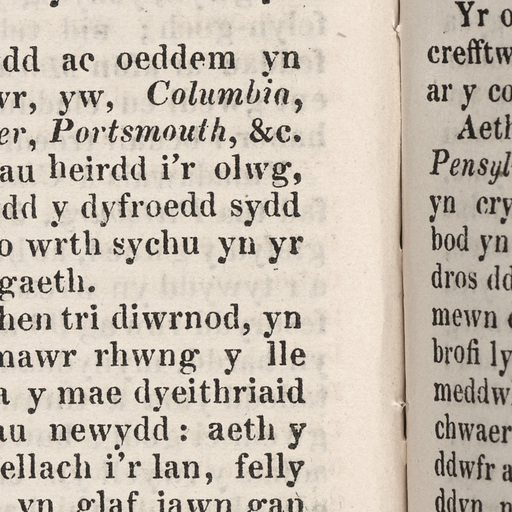 dd ac oeddem yn
wr, yw, Columbia,
er, Portsmouth, &c.
au heirdd i'r olwg,
dd y dyfroedd sydd
o wrth sychu yn yr
gaeth.
hen tri diwrnod, yn
mawr rhwng y lle
a y mae dyeithriaid
au newydd: aeth y
ellach i'r lan, felly
yn glaf iawn gan
Yr o
crefftw
ar y co
Aeth
Pensyl
yn cry
bod yn
dros dd
mewn
brofi ly
meddw
chwaer
ddwfr a
ddyn